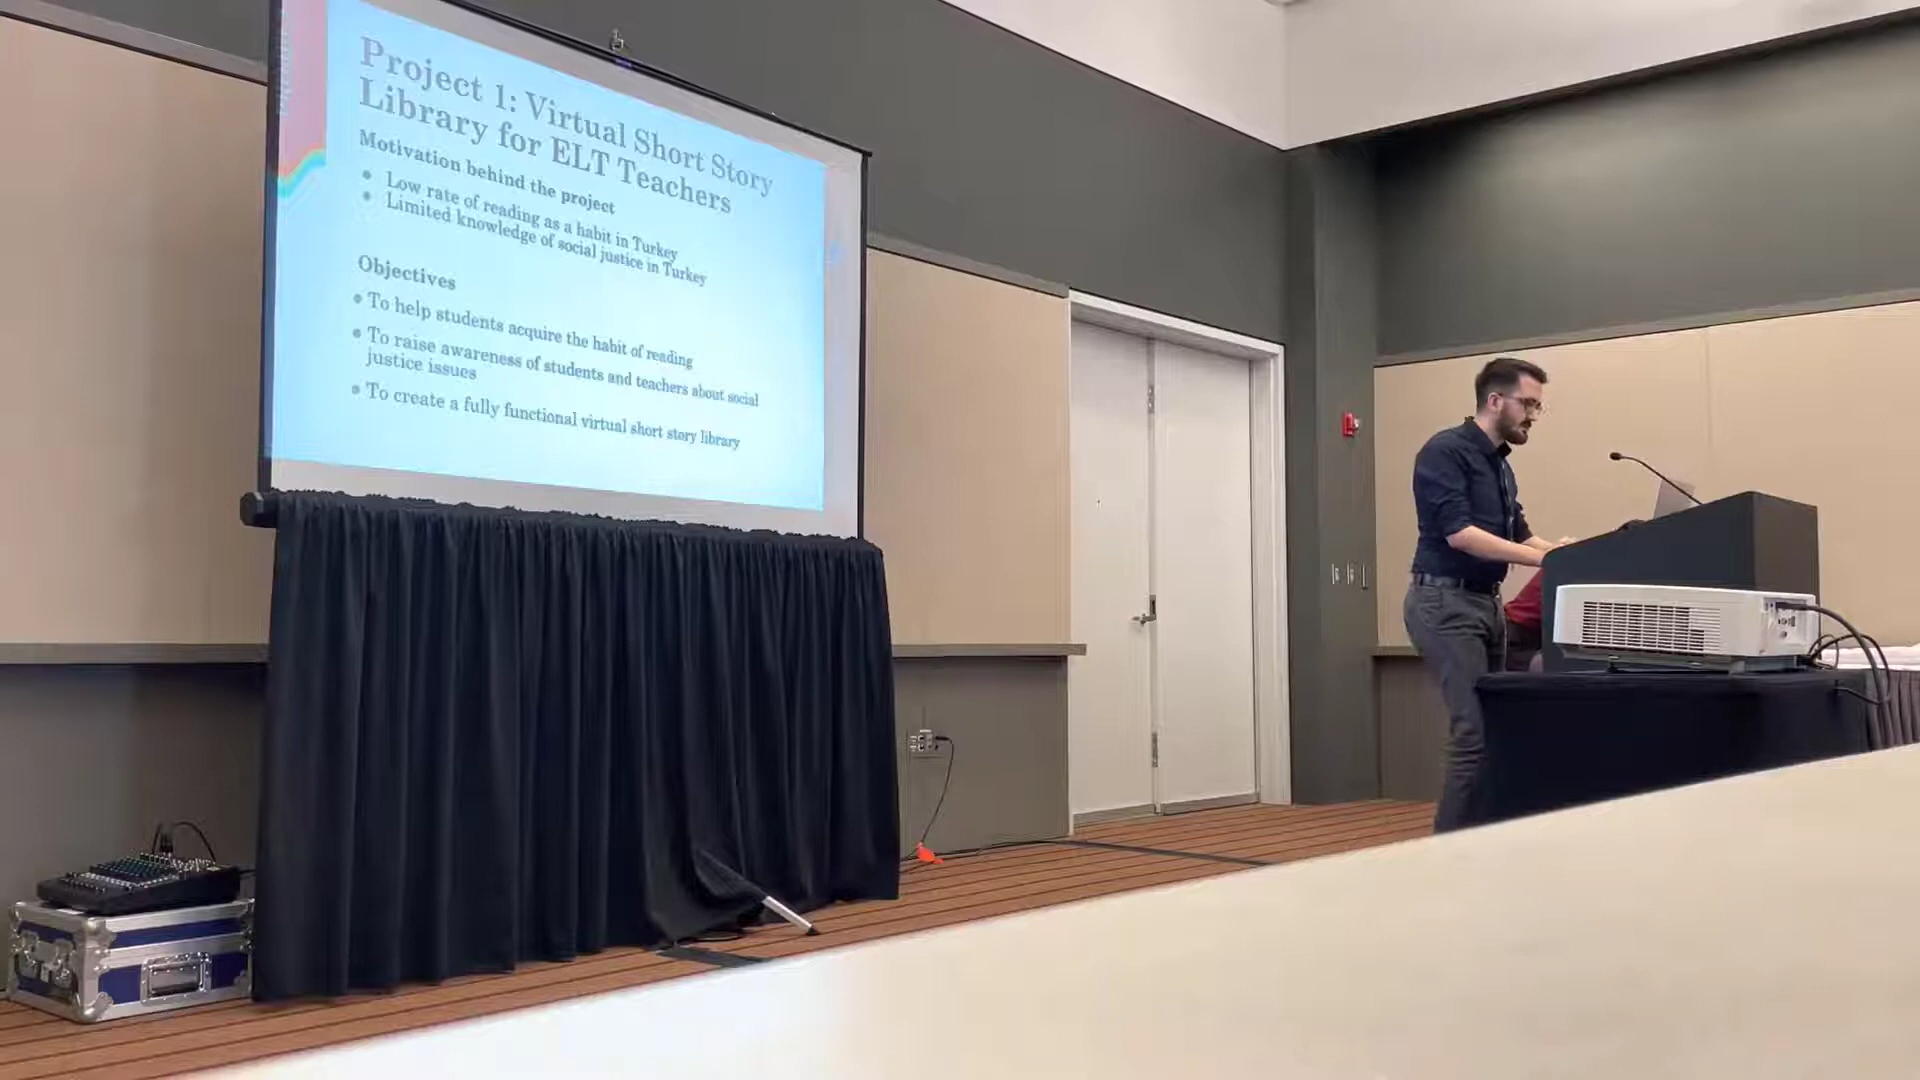 Project 1: Virtual Short Story
Library for ELT Teachers
Motivation behind the project
• Low rate of reading as a habit in Turkey
• Limited knowledge of social justice in Turkey
Objectives
• To help students acquire the habit of reading
• To raise awareness of students and teachers about social
justice issues
• To create a fully functional virtual short story library